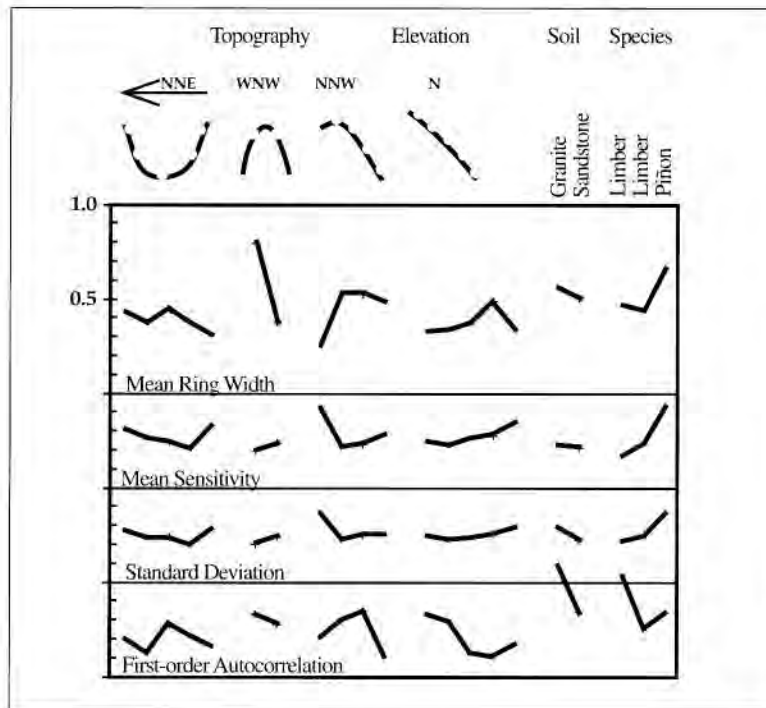 Topography Elevation Soil Species
NNE WNW NNW N
Granite
Sandstone
Limber
Limber
Piñon
1.0
0.5
Mean Ring Width
Mean Sensitivity
Standard Deviation
First-order Autocorrelation